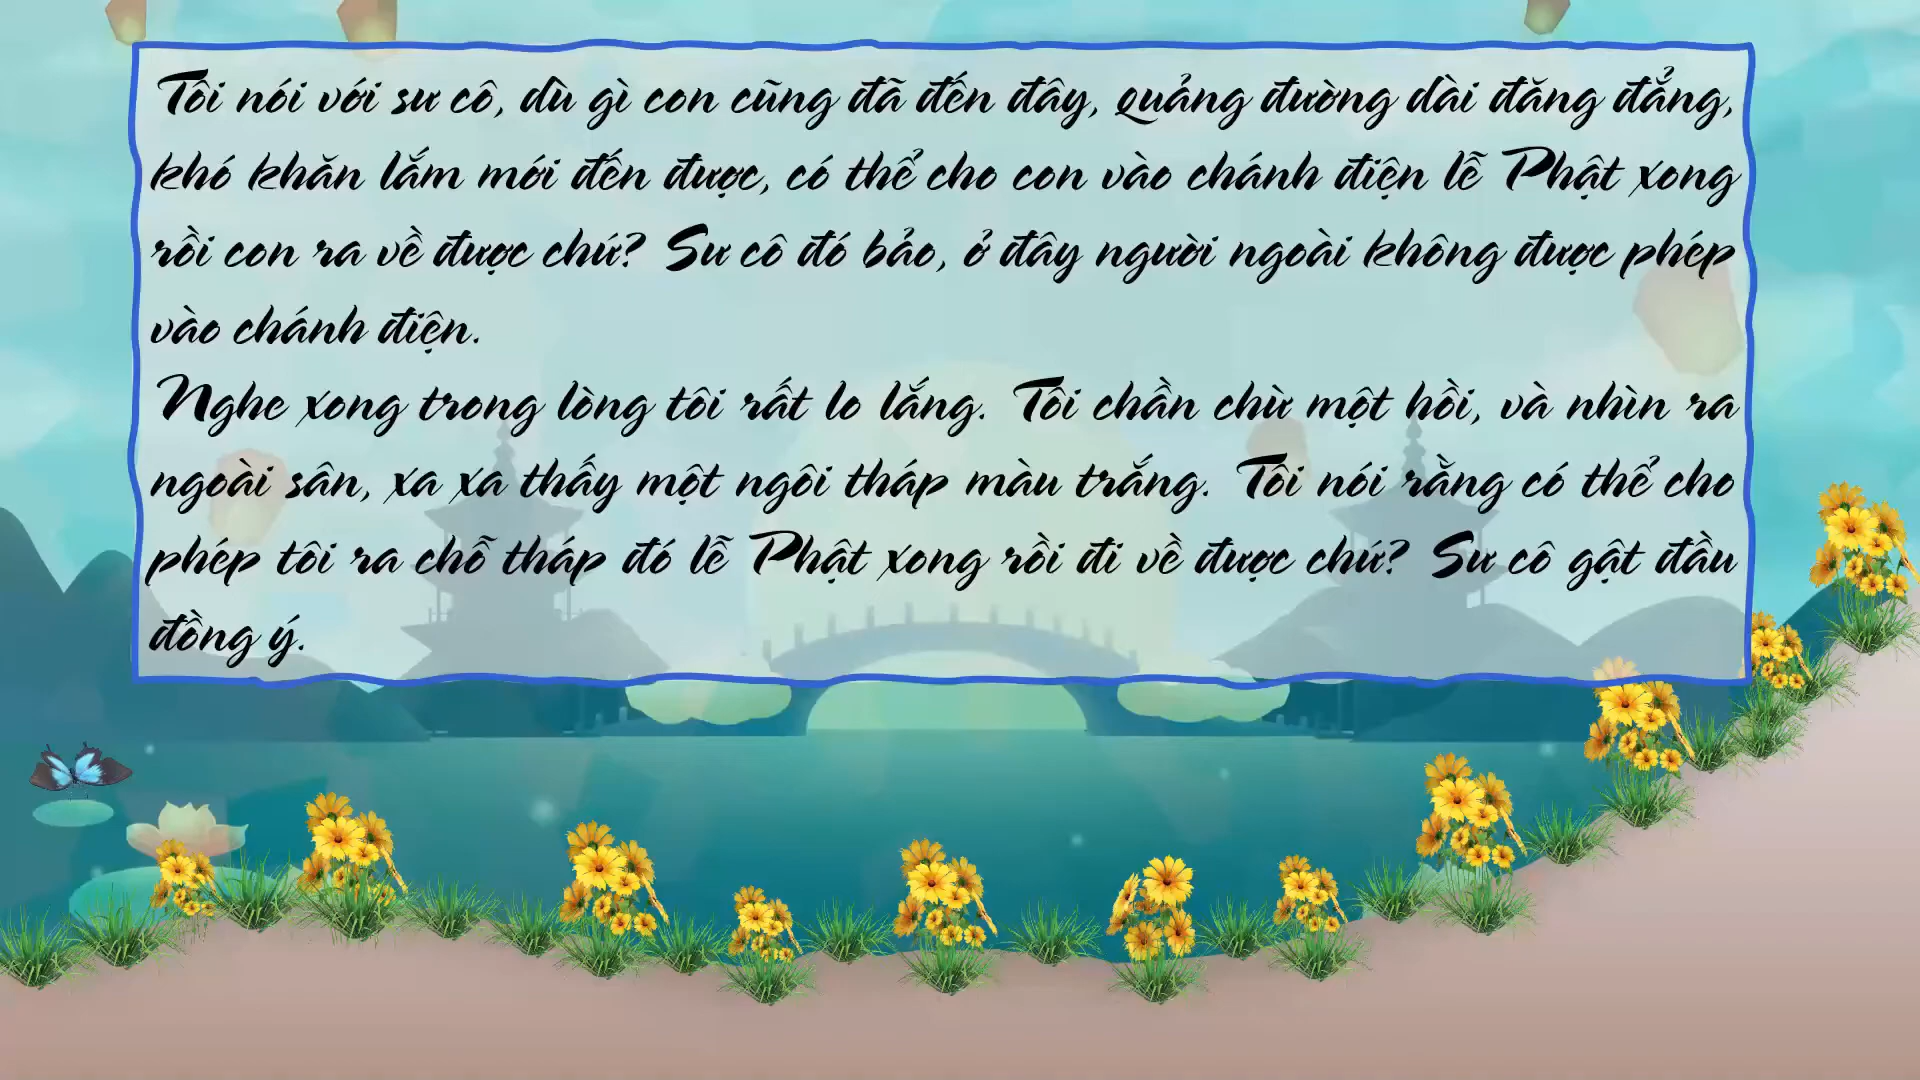 Tôi nói với sư cô, dù gì con cũng đã đến đây, quảng đường dài đăng đẳng,
khó khăn lắm mới đến được, có thể cho con vào chánh điện lễ Phật xong
rồi con ra về được chứ? Sư cô đó bảo, ở đây người ngoài không được phép
vào chánh điện.
Nghe xong trong lòng tôi rất lo lắng. Tôi chần chừ một hồi, và nhìn ra
ngoài sân, xa xa thấy một ngôi tháp màu trắng. Tôi nói rằng có thể cho
phép tôi ra chỗ tháp đó lễ Phật xong rồi đi về được chứ? Sư cô gật đầu
đồng ý.